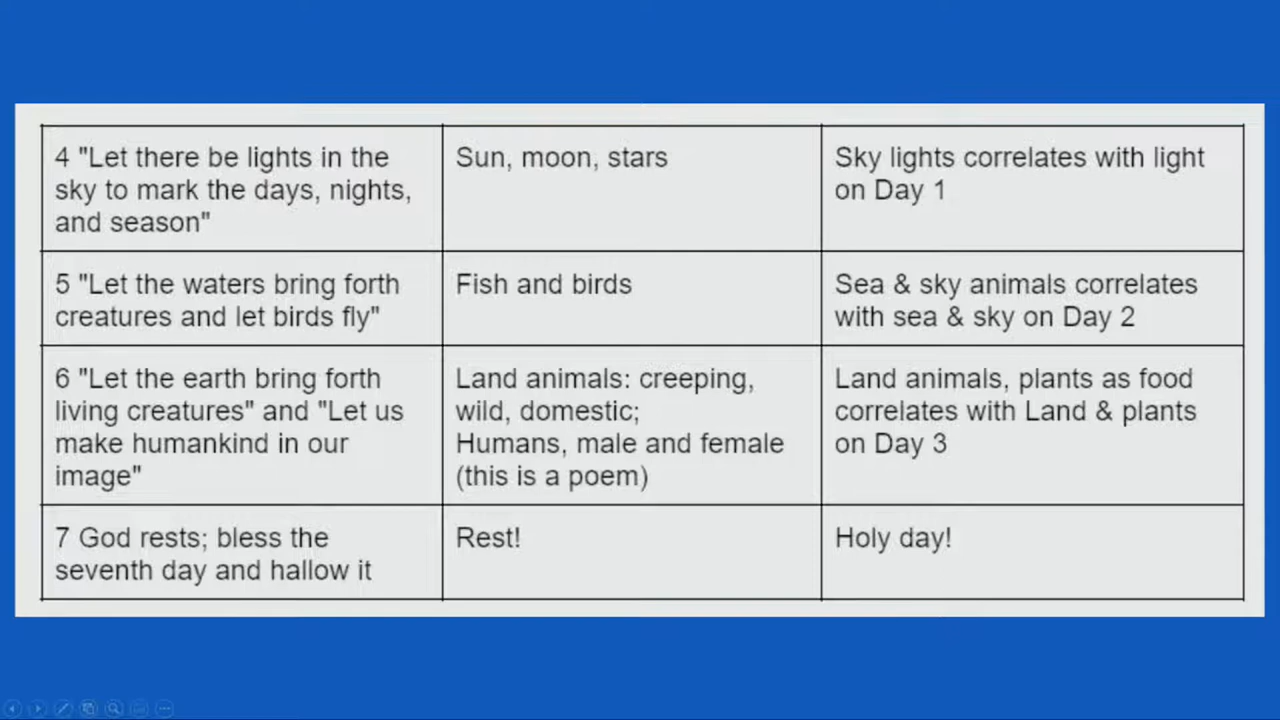 4 "Let there be lights in the
sky to mark the days, nights,
and season"
Sun, moon, stars
Sky lights correlates with light
on Day 1
5 "Let the waters bring forth
creatures and let birds fly"
Fish and birds
Sea & sky animals correlates
with sea & sky on Day 2
6 "Let the earth bring forth
living creatures" and "Let us
make humankind in our
image"
Land animals: creeping,
wild, domestic;
Humans, male and female
(this is a poem)
Land animals, plants as food
correlates with Land & plants
on Day 3
7 God rests; bless the
seventh day and hallow it
Rest!
Holy day!